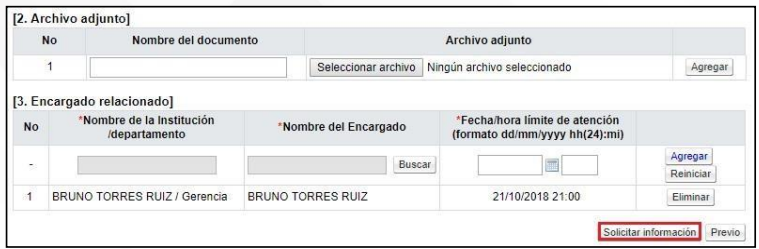 [2. Archivo adjunto]
No Nombre del documento Archivo adjunto
1 Seleccionar archivo Ningún archivo seleccionado Agregar
[3. Encargado relacionado]
No *Nombre de la Institución /departamento *Nombre del Encargado *Fecha/hora límite de atención (formato dd/mm/yyyy hh(24):mi)
- Buscar Agregar
Reiniciar
1 BRUNO TORRES RUIZ / Gerencia BRUNO TORRES RUIZ 21/10/2018 21:00 Eliminar
Solicitar información Previo